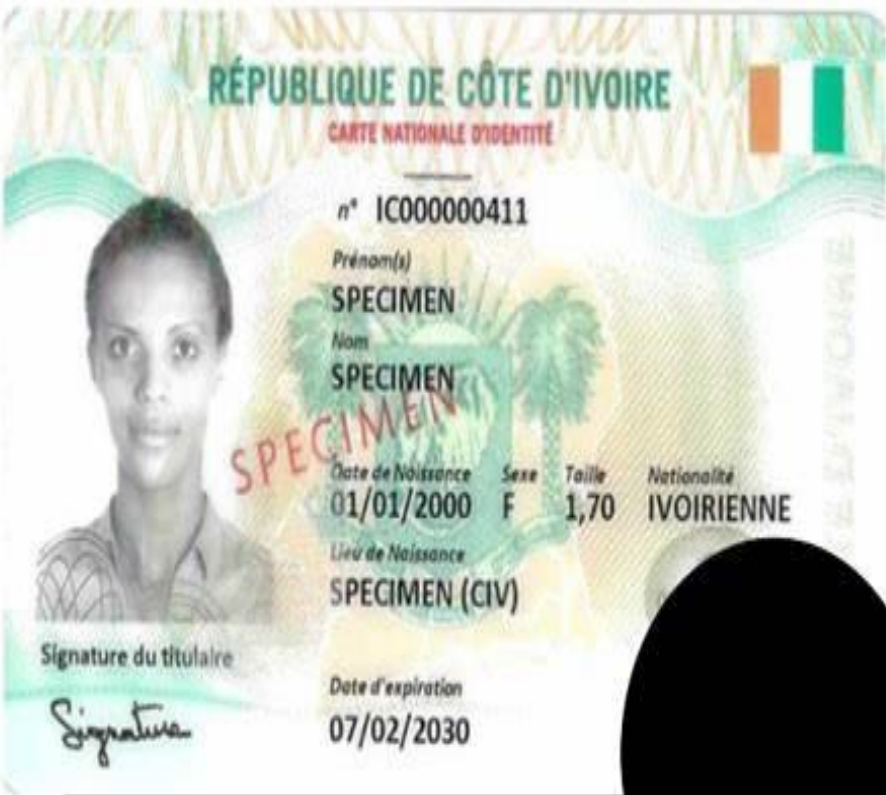 RÉPUBLIQUE DE CÔTE D'IVOIRE
CARTE NATIONALE D'IDENTITÉ
n° IC000000411
Prénom(s)
SPECIMEN
Nom
SPECIMEN
SPECIMEN
Date de Naissance Sexe Taille Nationalité
01/01/2000 F 1,70 IVOIRIENNE
Lieu de Naissance
SPECIMEN (CIV)
Signature du titulaire
Signature
Date d'expiration
07/02/2030